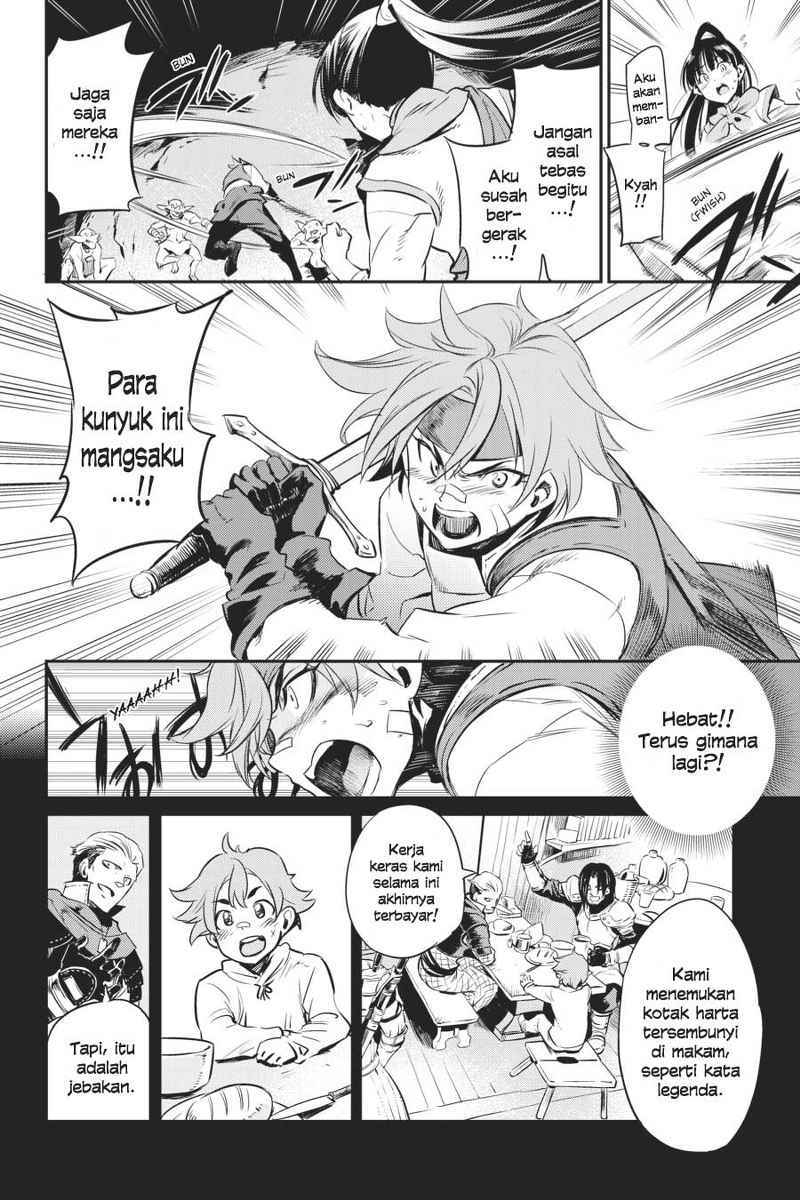 Aku
akan
mem-
ban-
Kyah
!!
BUN
(FWISH)
Jangan
asal
tebas
begitu
...!
Aku
susah
ber-
gerak
...!
BUN
BUN
Jaga
saja
mereka
...!!
Para
kunyuk ini
mangsaku
...!!
YAAAAHH!
Hebat!!
Terus gimana
lagi?!
Kami
menemukan
kotak harta
tersembunyi
di makam,
seperti kata
legenda.
Kerja
keras kami
selama ini
akhirnya
terbayar!
Tapi, itu
adalah
jebakan.